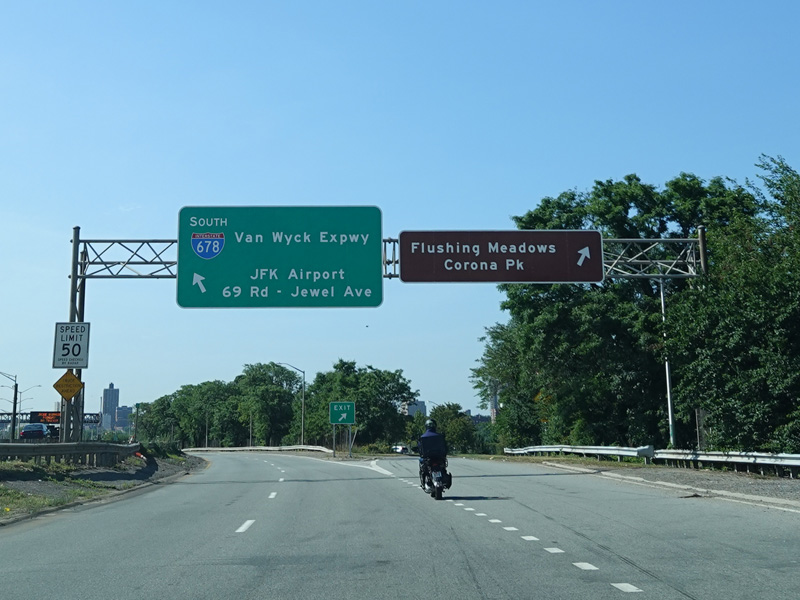 SOUTH
INTERSTATE
678
Van Wyck Expwy
JFK Airport
69 Rd - Jewel Ave
Flushing Meadows
Corona Pk
SPEED
LIMIT
50
EXIT